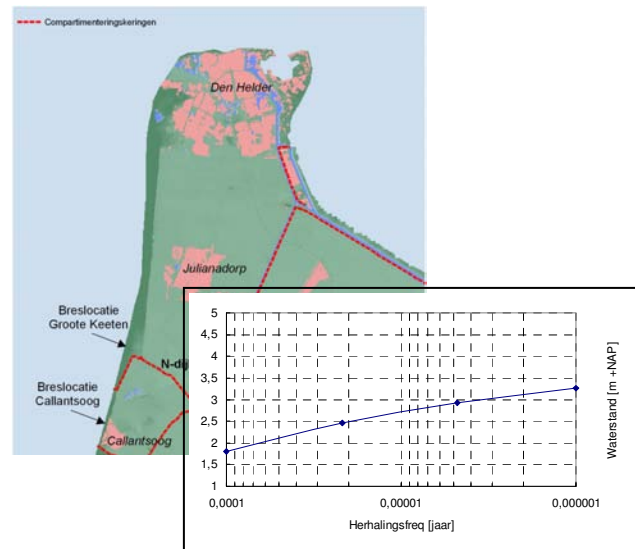 Compartimenteringskeringen
Den Helder
Julianadorp
Breslocatie
Groote Keeten
N-dij
Breslocatie
Callantsoog
Callantsoog
5
4,5
4
3,5
3
2,5
2
1,5
1
0,0001
0,00001
0,000001
Herhalingsfreq [jaar]
Waterstand [m +NAP]